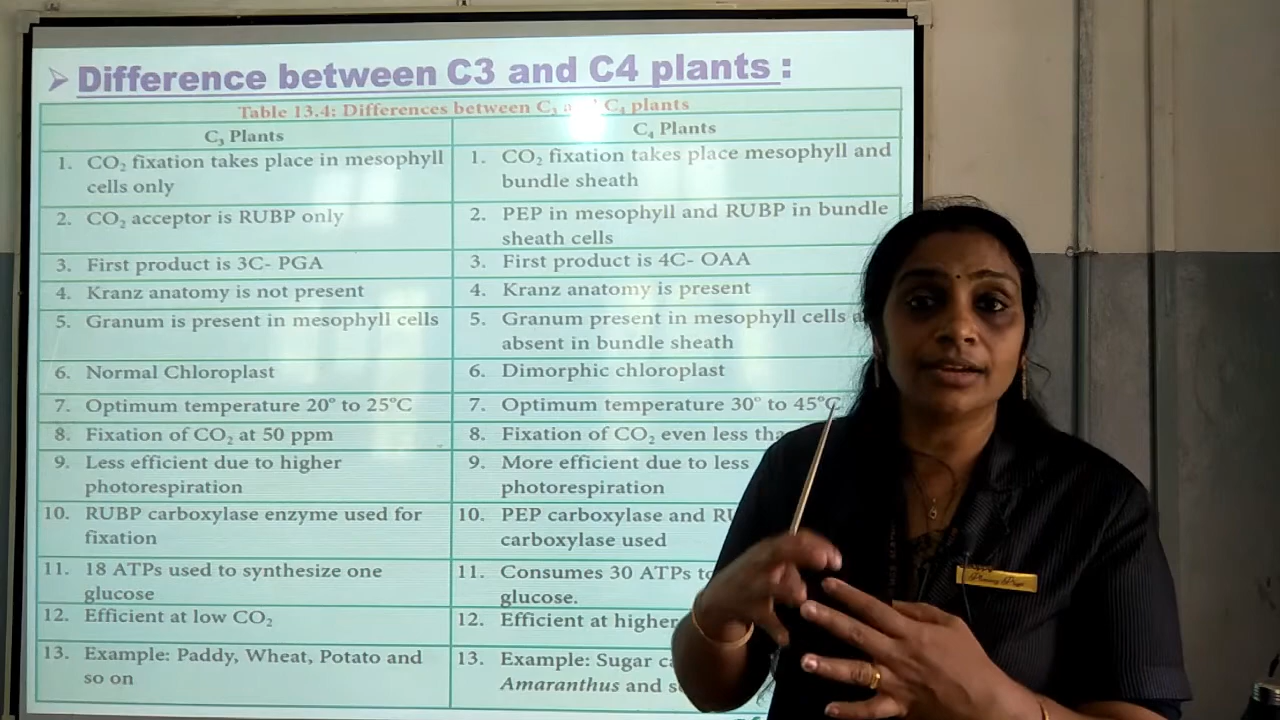 ➢ Difference between C3 and C4 plants :
Table 13.4: Differences between C₃ C₄ plants
C₃ Plants
C₄ Plants
1. CO₂ fixation takes place in mesophyll
cells only
1. CO₂ fixation takes place mesophyll and
bundle sheath
2. CO₂ acceptor is RUBP only
2. PEP in mesophyll and RUBP in bundle
sheath cells
3. First product is 3C- PGA
3. First product is 4C- OAA
4. Kranz anatomy is not present
4. Kranz anatomy is present
5. Granum is present in mesophyll cells
5. Granum present in mesophyll cells
absent in bundle sheath
6. Normal Chloroplast
6. Dimorphic chloroplast
7. Optimum temperature 20° to 25°C
7. Optimum temperature 30° to 45°C
8. Fixation of CO₂ at 50 ppm
8. Fixation of CO₂ even less
9. Less efficient due to higher
photorespiration
9. More efficient due to less
photorespiration
10. RUBP carboxylase enzyme used for
fixation
10. PEP carboxylase and
carboxylase used
11. 18 ATPs used to synthesize one
glucose
11. Consumes 30 ATPs
glucose.
12. Efficient at low CO₂
12. Efficient at higher
13. Example: Paddy, Wheat, Potato and
so on
13. Example: Sugar
Amaranthus and